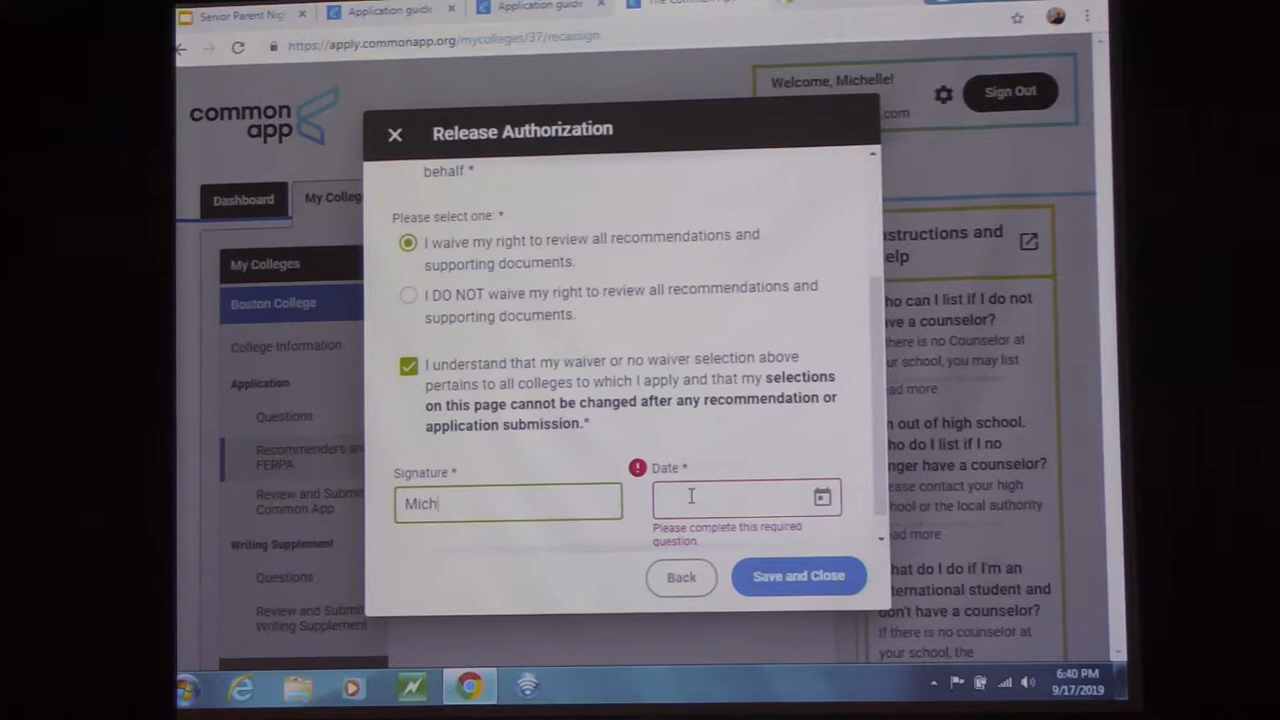 Senior Parent Nig
Application guide
Application guide
https://apply.commonapp.org/mycolleges/37/recassign
common
app
Welcome, Michelle!
.com
Sign Out
Dashboard
My Colleg
Release Authorization
behalf *
Please select one: *
I waive my right to review all recommendations and
supporting documents.
I DO NOT waive my right to review all recommendations and
supporting documents.
I understand that my waiver or no waiver selection above
pertains to all colleges to which I apply and that my selections
on this page cannot be changed after any recommendation or
application submission.*
Signature *
Mich
! Date *
Please complete this required
question.
Back
Save and Close
My Colleges
Boston College
College Information
Application
Questions
Recommenders an
FERPA
Review and Submit
Common App
Writing Supplement
Questions
Review and Submit
Writing Supplement
nstructions and
elp
ho can I list if I do not
ve a counselor?
there is no Counselor at
ur school, you may list
ead more
n out of high school.
ho do I list if I no
nger have a counselor?
ease contact your high
hool or the local authority
ead more
hat do I do if I'm an
ternational student and
don't have a counselor?
If there is no counselor at
your school, the
6:40 PM
9/17/2019